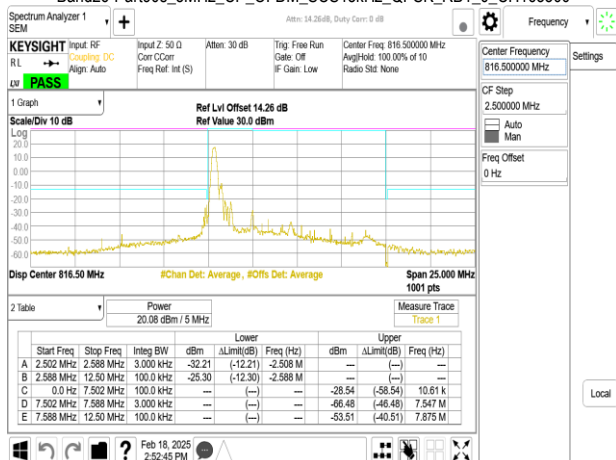 Spectrum Analyzer 1
SEM
Attn: 14.26dB, Duty Corr: 0 dB
Frequency
KEYSIGHT
RL
LXI
PASS
Input: RF
Coupling: DC
Align: Auto
Input Z: 50 Ω
Corr CCorr
Freq Ref: Int (S)
Atten: 30 dB
Trig: Free Run
Gate: Off
IF Gain: Low
Center Freq: 816.500000 MHz
Avg|Hold: 100.00% of 10
Radio Std: None
Center Frequency
816.500000 MHz
Settings
CF Step
2.500000 MHz
Auto
Man
Freq Offset
0 Hz
1 Graph
Scale/Div 10 dB
Ref Lvl Offset 14.26 dB
Ref Value 30.0 dBm
Log
20.0
10.0
0.00
-10.0
-20.0
-30.0
-40.0
-50.0
-60.0
Disp Center 816.50 MHz
#Chan Det: Average , #Offs Det: Average
Span 25.000 MHz
1001 pts
2 Table
Power
20.08 dBm / 5 MHz
Measure Trace
Trace 1
Lower Upper
Start Freq Stop Freq Integ BW dBm ΔLimit(dB) Freq (Hz) dBm ΔLimit(dB) Freq (Hz)
A 2.502 MHz 2.588 MHz 3.000 kHz -32.21 (-12.21) -2.508 M --- (---) ---
B 2.588 MHz 12.50 MHz 100.0 kHz -25.30 (-12.30) -2.588 M --- (---) ---
C 0.0 Hz 7.502 MHz 100.0 kHz --- (---) --- -28.54 (-58.54) 10.61 k
D 7.502 MHz 7.588 MHz 3.000 kHz --- (---) --- -66.48 (-46.48) 7.547 M
E 7.588 MHz 12.50 MHz 100.0 kHz --- (---) --- -53.51 (-40.51) 7.875 M
Local
Feb 18, 2025
2:52:45 PM